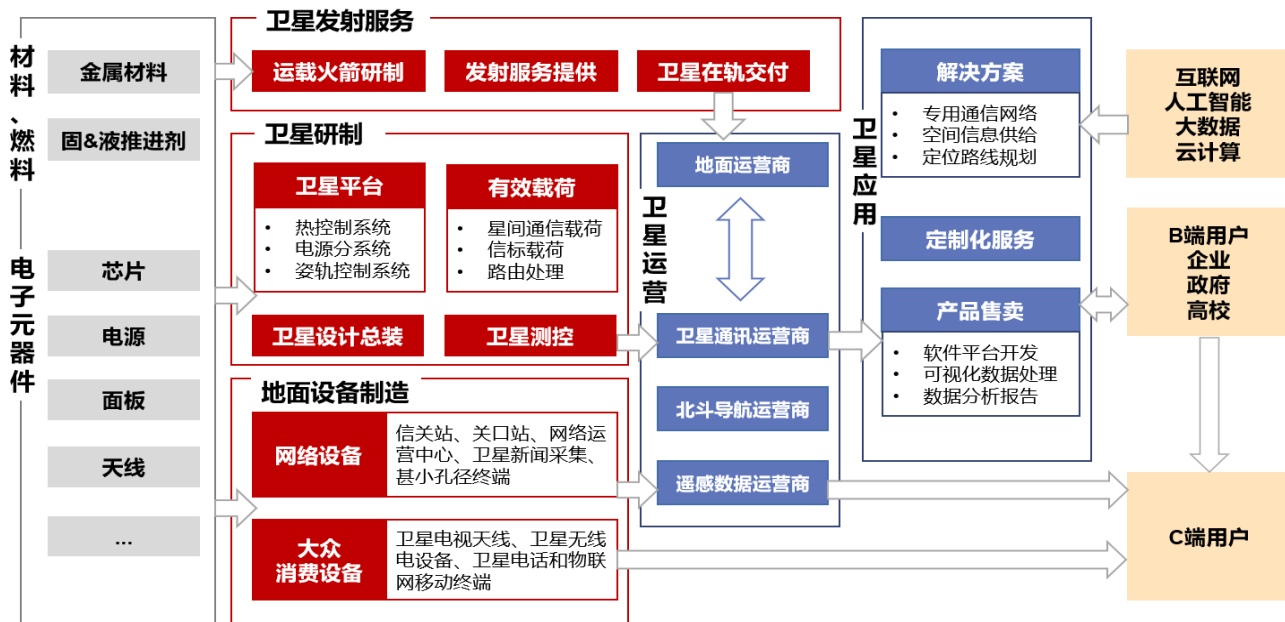 材料、燃料
金属材料
固&液推进剂
电子元器件
芯片
电源
面板
天线
...
卫星发射服务
运载火箭研制
发射服务提供
卫星在轨交付
卫星研制
卫星平台
• 热控制系统
• 电源分系统
• 姿轨控制系统
有效载荷
• 星间通信载荷
• 信标载荷
• 路由处理
卫星设计总装
卫星测控
地面设备制造
网络设备
信关站、关口站、网络运
营中心、卫星新闻采集、
甚小孔径终端
大众
消费设备
卫星电视天线、卫星无线
电设备、卫星电话和物联
网移动终端
卫星运营
地面运营商
卫星通讯运营商
北斗导航运营商
遥感数据运营商
卫星应用
解决方案
• 专用通信网络
• 空间信息供给
• 定位路线规划
定制化服务
产品售卖
• 软件平台开发
• 可视化数据处理
• 数据分析报告
互联网
人工智能
大数据
云计算
B端用户
企业
政府
高校
C端用户